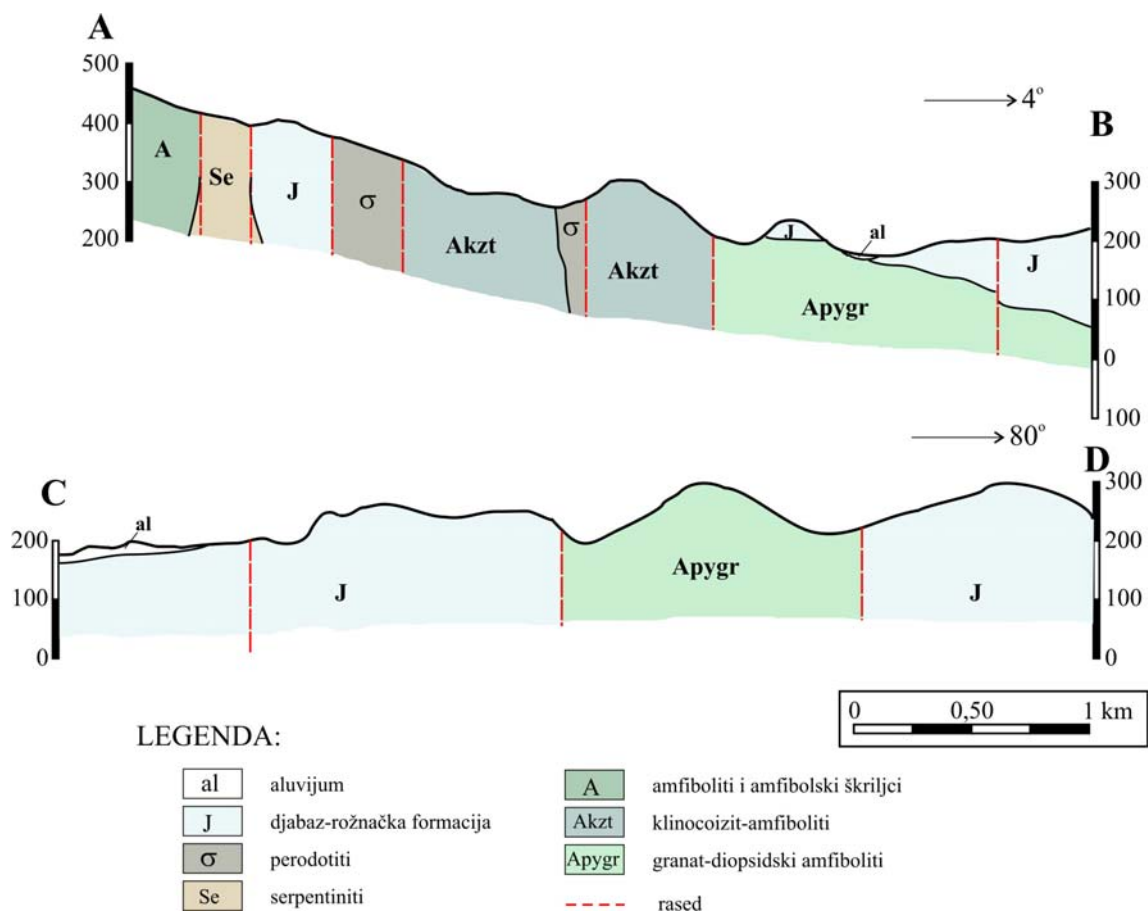 A
500
400
300
200
4°
B
300
200
100
0
100
A
Se
J
σ
Akzt
σ
Akzt
J
al
Apygr
J
80°
C
D
200
100
0
300
200
100
0
al
J
Apygr
J
0 0,50 1 km
LEGENDA:
al aluvijum
J djabaz-rožnačka formacija
σ perodotiti
Se serpentiniti
A amfiboliti i amfibolski škriljci
Akzt klinocoizit-amfiboliti
Apygr granat-diopsidski amfiboliti
rased